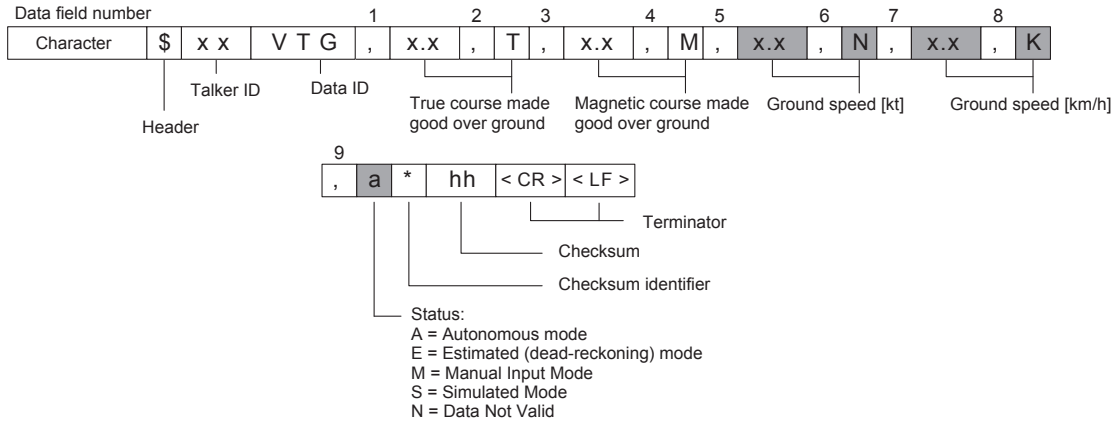 Data field number 1 2 3 4 5 6 7 8
Character $ x x V T G , x.x , T , x.x , M , x.x , N , x.x , K
Talker ID Data ID
Header
True course made good over ground
Magnetic course made good over ground
Ground speed [kt]
Ground speed [km/h]
9
, a * hh < CR > < LF >
Terminator
Checksum
Checksum identifier
Status:
A = Autonomous mode
E = Estimated (dead-reckoning) mode
M = Manual Input Mode
S = Simulated Mode
N = Data Not Valid